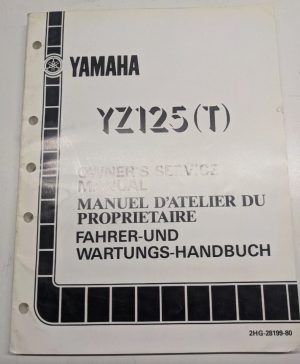 YAMAHA
YZ125(T)
OWNER'S SERVICE
MANUAL
MANUEL D'ATELIER DU
PROPRIETAIRE
FAHRER-UND
WARTUNGS-HANDBUCH
2HG-28199-80